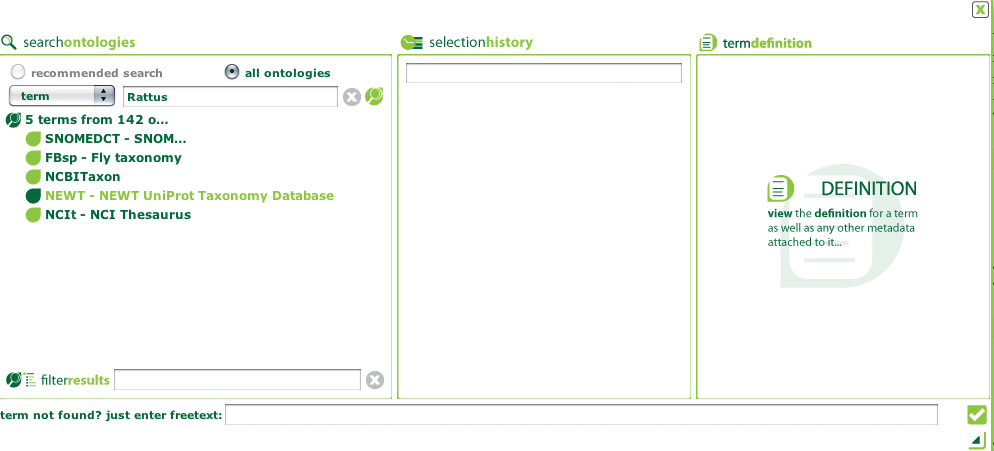 searchontologies
selectionhistory
termdefinition
recommended search
all ontologies
term
Rattus
5 terms from 142 o...
SNOMEDCT - SNOM...
FBsp - Fly taxonomy
NCBITaxon
NEWT - NEWT UniProt Taxonomy Database
NCIt - NCI Thesaurus
DEFINITION
view the definition for a term
as well as any other metadata
attached to it...
filterresults
term not found? just enter freetext: